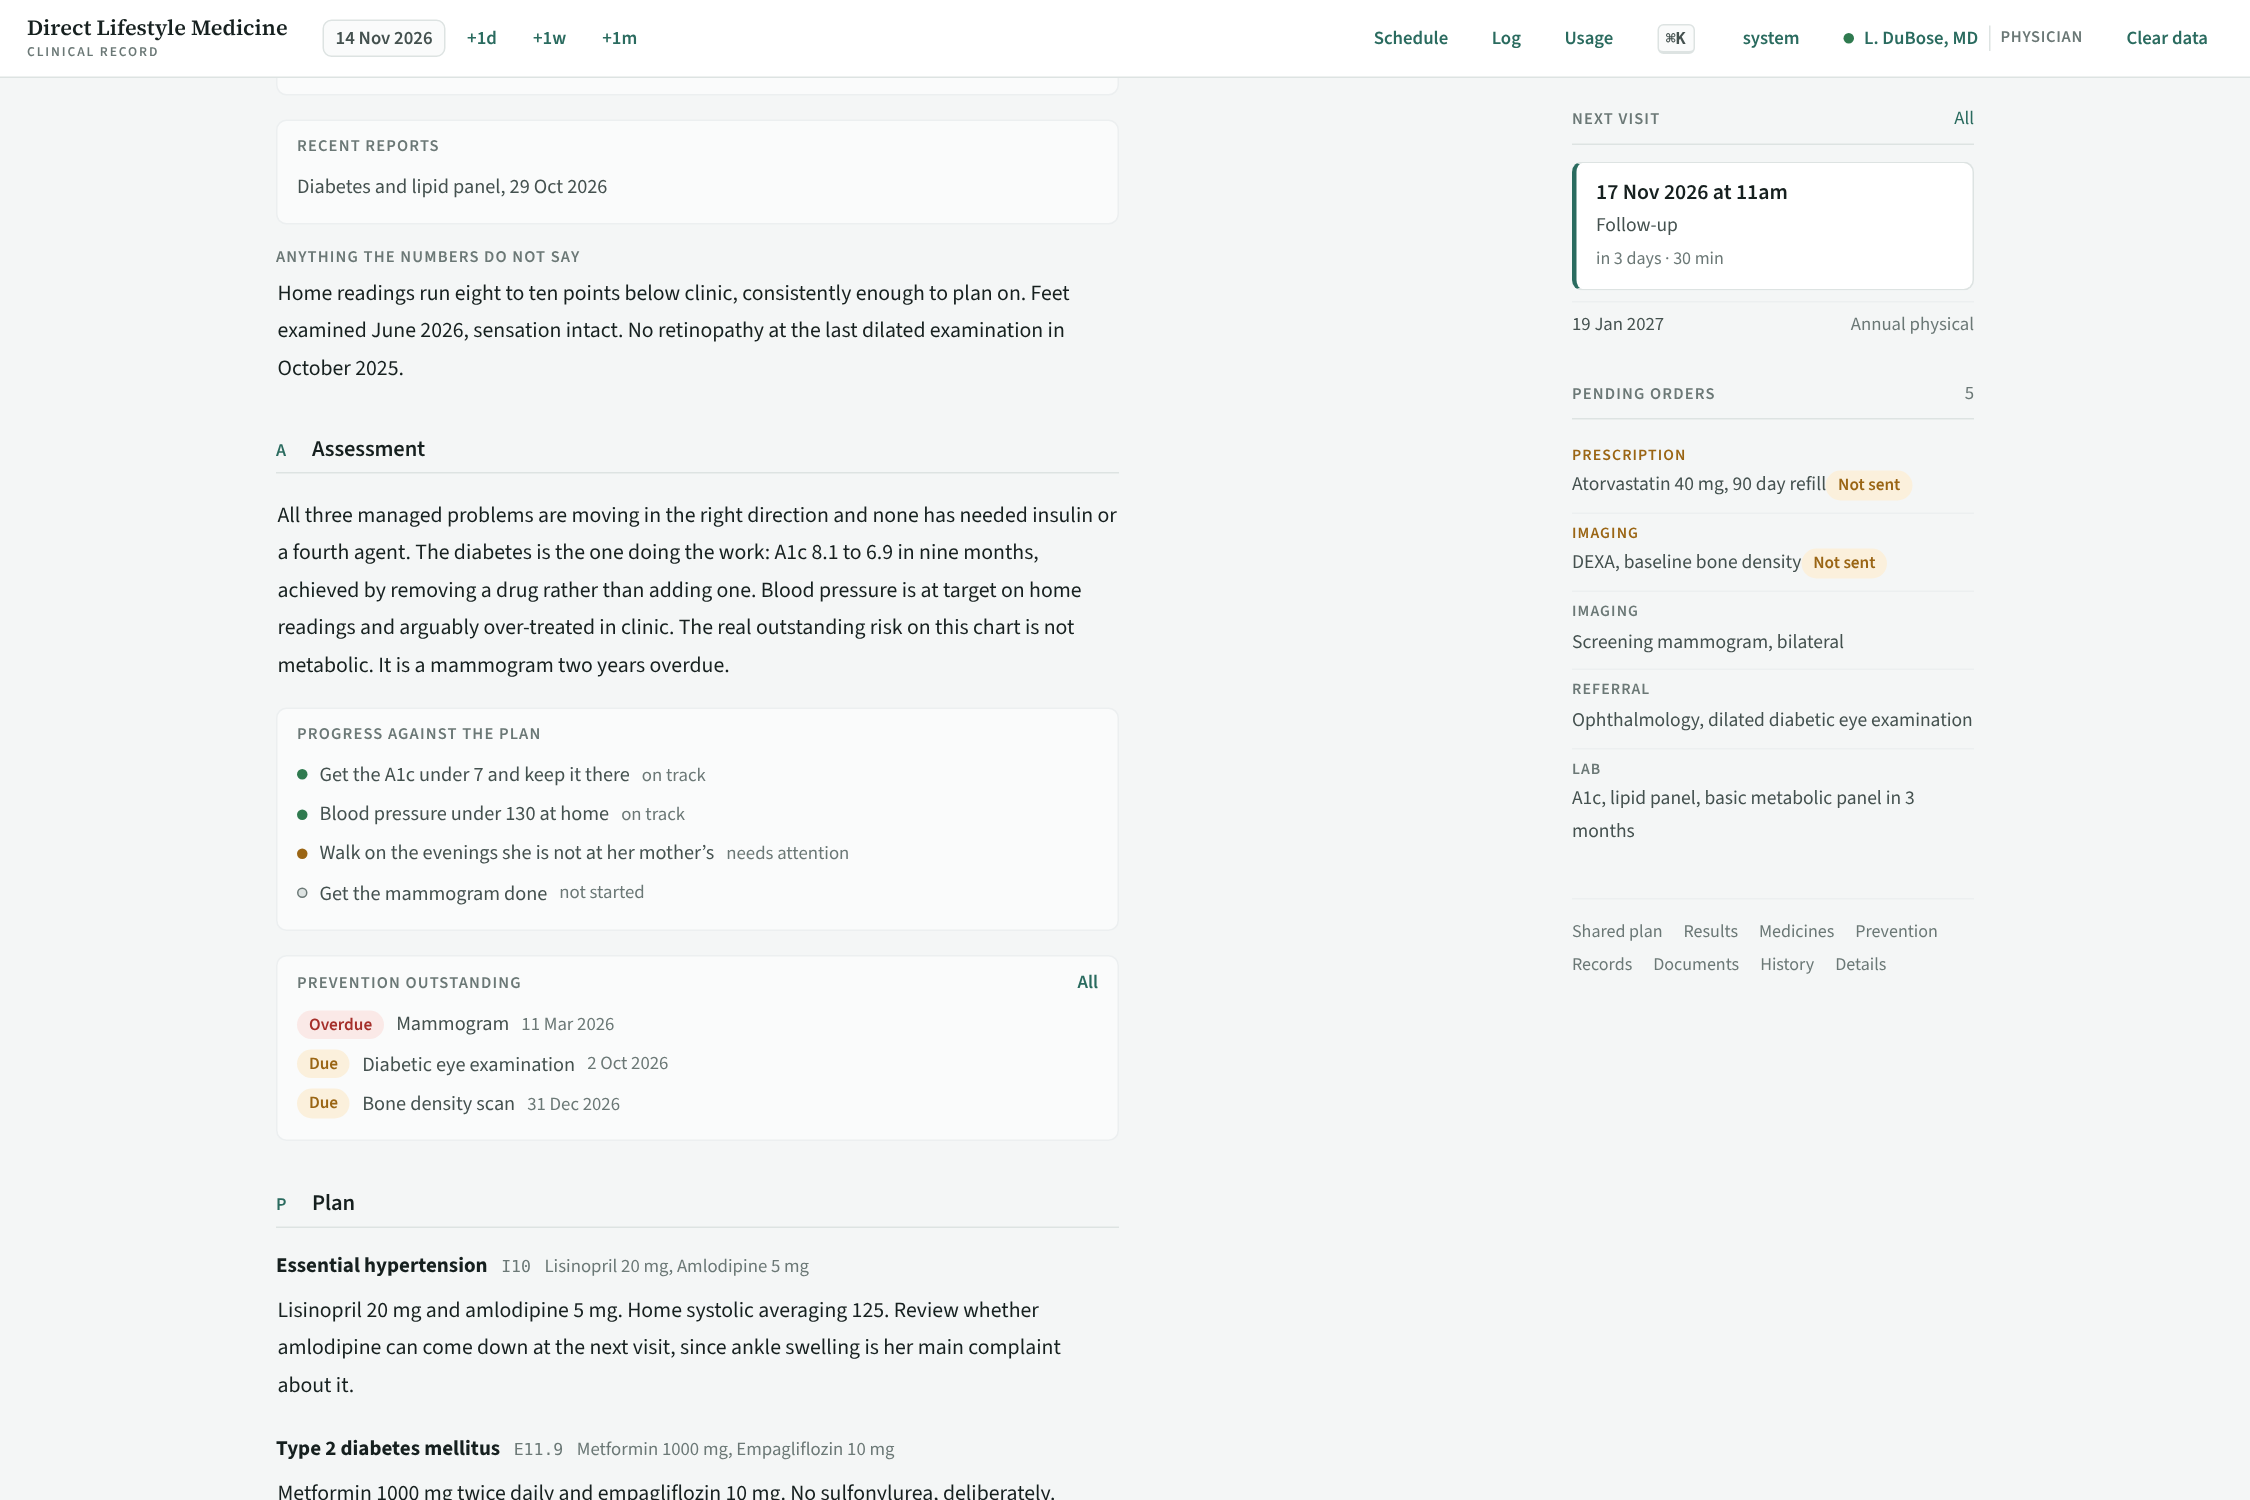 Direct Lifestyle Medicine
CLINICAL RECORD
14 Nov 2026 +1d +1w +1m
Schedule Log Usage ⌘K system L. DuBose, MD PHYSICIAN Clear data
RECENT REPORTS
Diabetes and lipid panel, 29 Oct 2026
ANYTHING THE NUMBERS DO NOT SAY
Home readings run eight to ten points below clinic, consistently enough to plan on. Feet
examined June 2026, sensation intact. No retinopathy at the last dilated examination in
October 2025.
A Assessment
All three managed problems are moving in the right direction and none has needed insulin or
a fourth agent. The diabetes is the one doing the work: A1c 8.1 to 6.9 in nine months,
achieved by removing a drug rather than adding one. Blood pressure is at target on home
readings and arguably over-treated in clinic. The real outstanding risk on this chart is not
metabolic. It is a mammogram two years overdue.
PROGRESS AGAINST THE PLAN
Get the A1c under 7 and keep it there on track
Blood pressure under 130 at home on track
Walk on the evenings she is not at her mother’s needs attention
Get the mammogram done not started
PREVENTION OUTSTANDING All
Overdue Mammogram 11 Mar 2026
Due Diabetic eye examination 2 Oct 2026
Due Bone density scan 31 Dec 2026
P Plan
Essential hypertension I10 Lisinopril 20 mg, Amlodipine 5 mg
Lisinopril 20 mg and amlodipine 5 mg. Home systolic averaging 125. Review whether
amlodipine can come down at the next visit, since ankle swelling is her main complaint
about it.
Type 2 diabetes mellitus E11.9 Metformin 1000 mg, Empagliflozin 10 mg
Metformin 1000 mg twice daily and empagliflozin 10 mg. No sulfonylurea, deliberately.
NEXT VISIT All
17 Nov 2026 at 11am
Follow-up
in 3 days · 30 min
19 Jan 2027 Annual physical
PENDING ORDERS 5
PRESCRIPTION
Atorvastatin 40 mg, 90 day refill Not sent
IMAGING
DEXA, baseline bone density Not sent
IMAGING
Screening mammogram, bilateral
REFERRAL
Ophthalmology, dilated diabetic eye examination
LAB
A1c, lipid panel, basic metabolic panel in 3
months
Shared plan Results Medicines Prevention
Records Documents History Details